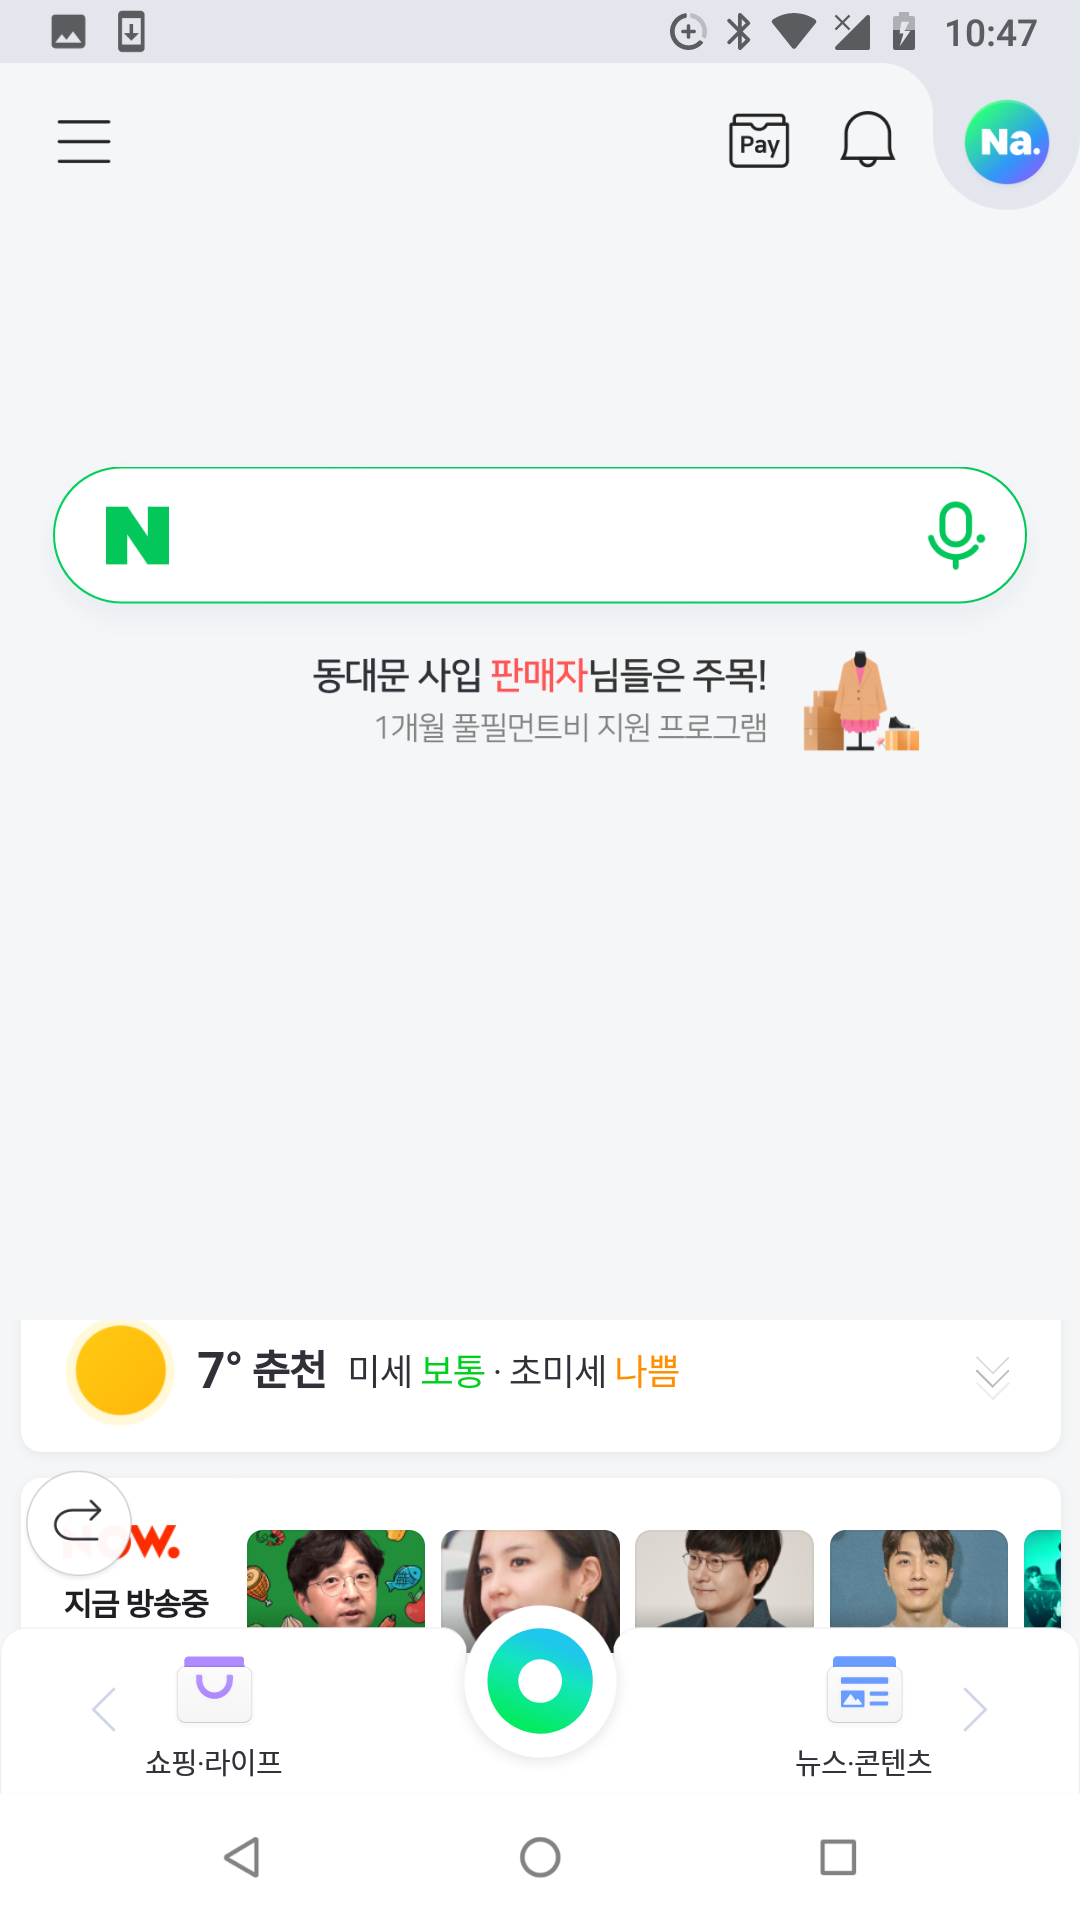 10:47
Pay
Na.
N
동대문 사입 판매자님들은 주목!
1개월 풀필먼트비 지원 프로그램
7° 춘천 미세 보통 · 초미세 나쁨
NOW.
지금 방송중
쇼핑·라이프
뉴스·콘텐츠